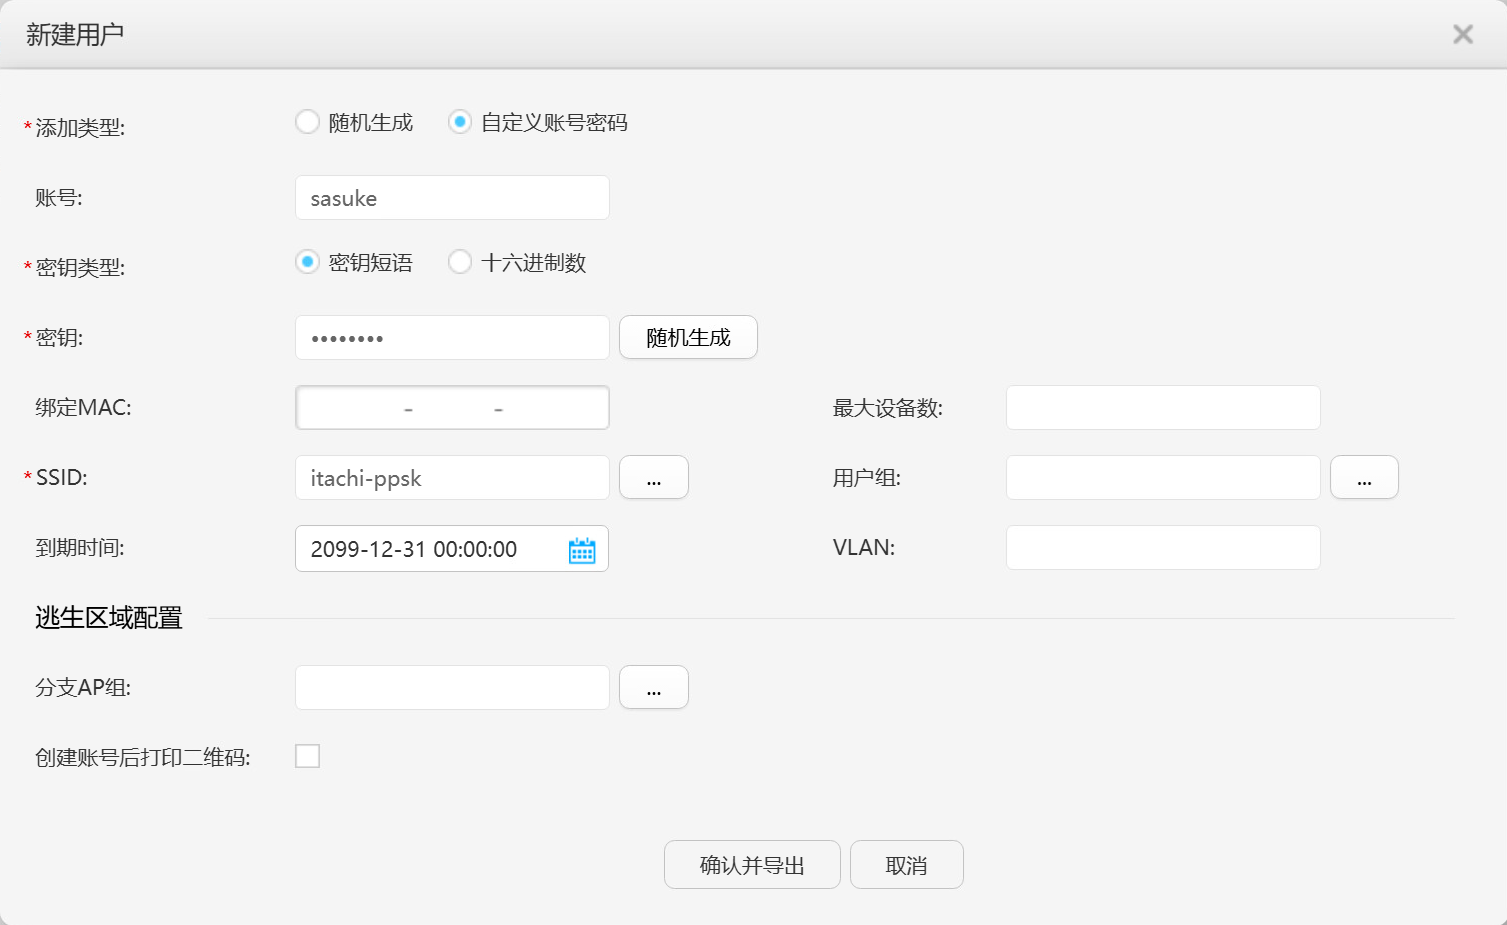 新建用户
*添加类型: 随机生成 自定义账号密码
账号: sasuke
*密钥类型: 密钥短语 十六进制数
*密钥: •••••••• 随机生成
绑定MAC: - - 最大设备数:
*SSID: itachi-ppsk ... 用户组: ...
到期时间: 2099-12-31 00:00:00 VLAN:
逃生区域配置
分支AP组: ...
创建账号后打印二维码:
确认并导出 取消